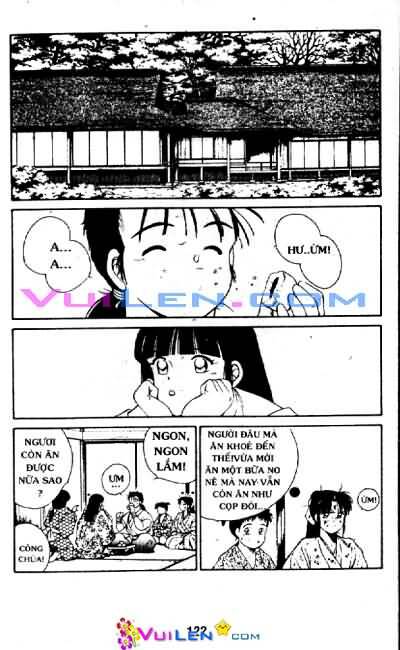 A...
A...
HƯ..ỪM!
VUILEN.COM
NGƯƠI
CÒN ĂN
ĐƯỢC
NỮA SAO
?
ƯM...
NGON,
NGON
LẮM!
CÔNG
CHÚA!
NGƯỜI ĐÂU MÀ
ĂN KHOẺ ĐẾN
THẾ!VỪA MỚI
ĂN MỘT BỮA NO
NÊ MÀ NAY VẪN
CÒN ĂN NHƯ
CỌP ĐÓI...
ỪM!
122
VUILEN.COM